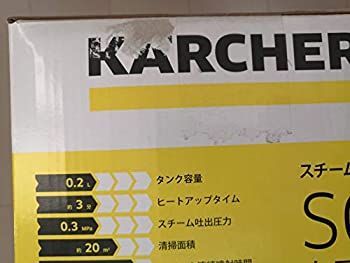 KARCHER
0.2 L タンク容量
約 3 分 ヒートアップタイム
0.3 MPa スチーム吐出圧力
約 20 m² 清掃面積
スチーム